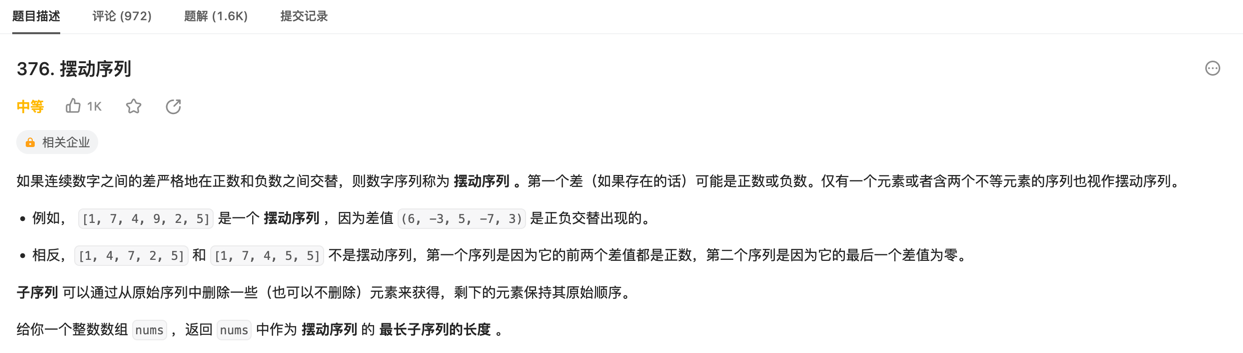 题目描述 评论 (972) 题解 (1.6K) 提交记录
376. 摆动序列
中等 1K
相关企业
如果连续数字之间的差严格地在正数和负数之间交替，则数字序列称为 摆动序列 。第一个差（如果存在的话）可能是正数或负数。仅有一个元素或者含两个不等元素的序列也视作摆动序列。
• 例如， [1, 7, 4, 9, 2, 5] 是一个 摆动序列 ，因为差值 (6, -3, 5, -7, 3) 是正负交替出现的。
• 相反，[1, 4, 7, 2, 5] 和 [1, 7, 4, 5, 5] 不是摆动序列，第一个序列是因为它的前两个差值都是正数，第二个序列是因为它的最后一个差值为零。
子序列 可以通过从原始序列中删除一些（也可以不删除）元素来获得，剩下的元素保持其原始顺序。
给你一个整数数组 nums ，返回 nums 中作为 摆动序列 的 最长子序列的长度 。